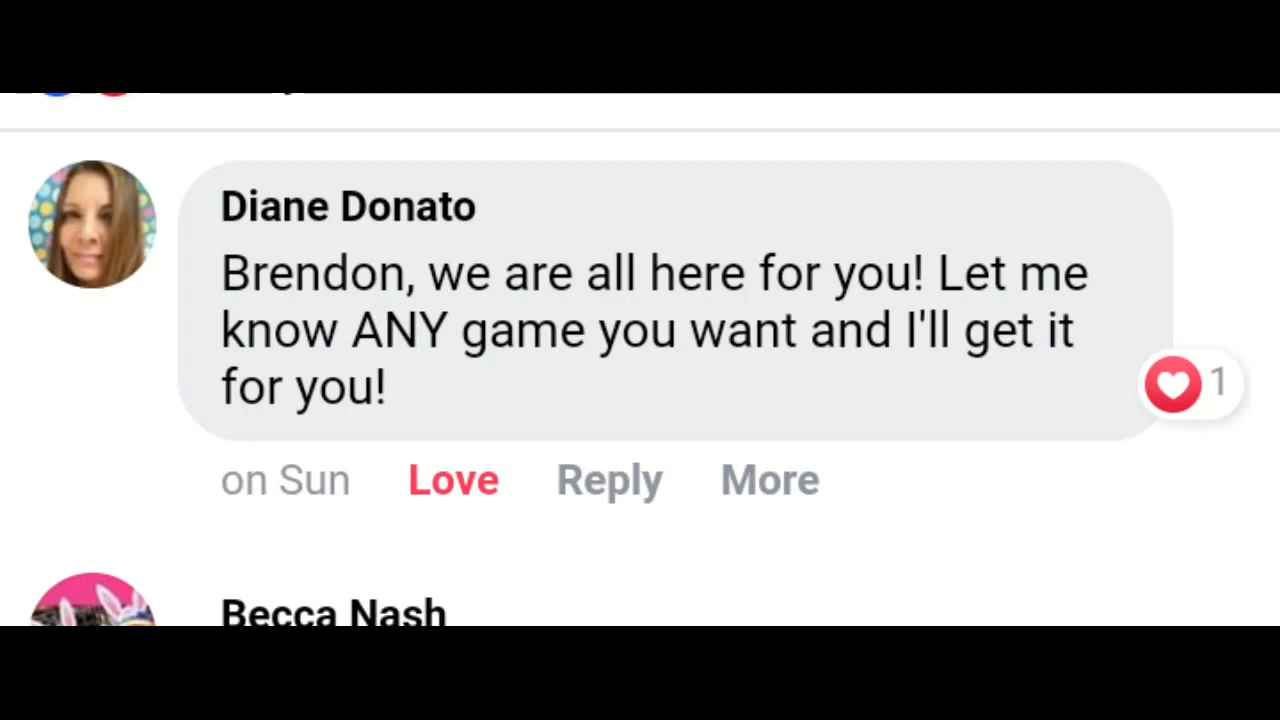 Diane Donato
Brendon, we are all here for you! Let me
know ANY game you want and I'll get it
for you!
1
on Sun Love Reply More
Becca Nash